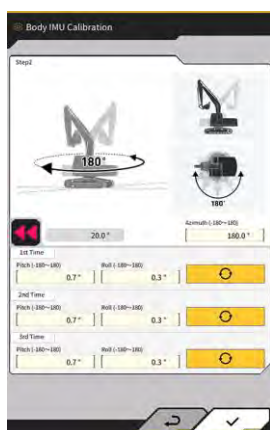 Body IMU Calibration
Step2
180°
180°
Azimuth (-180~180)
20.0 °
180.0 °
1st Time
Pitch (-180~180)
Roll (-180~180)
0.7 °
0.3 °
2nd Time
Pitch (-180~180)
Roll (-180~180)
0.7 °
0.3 °
3rd Time
Pitch (-180~180)
Roll (-180~180)
0.7 °
0.3 °